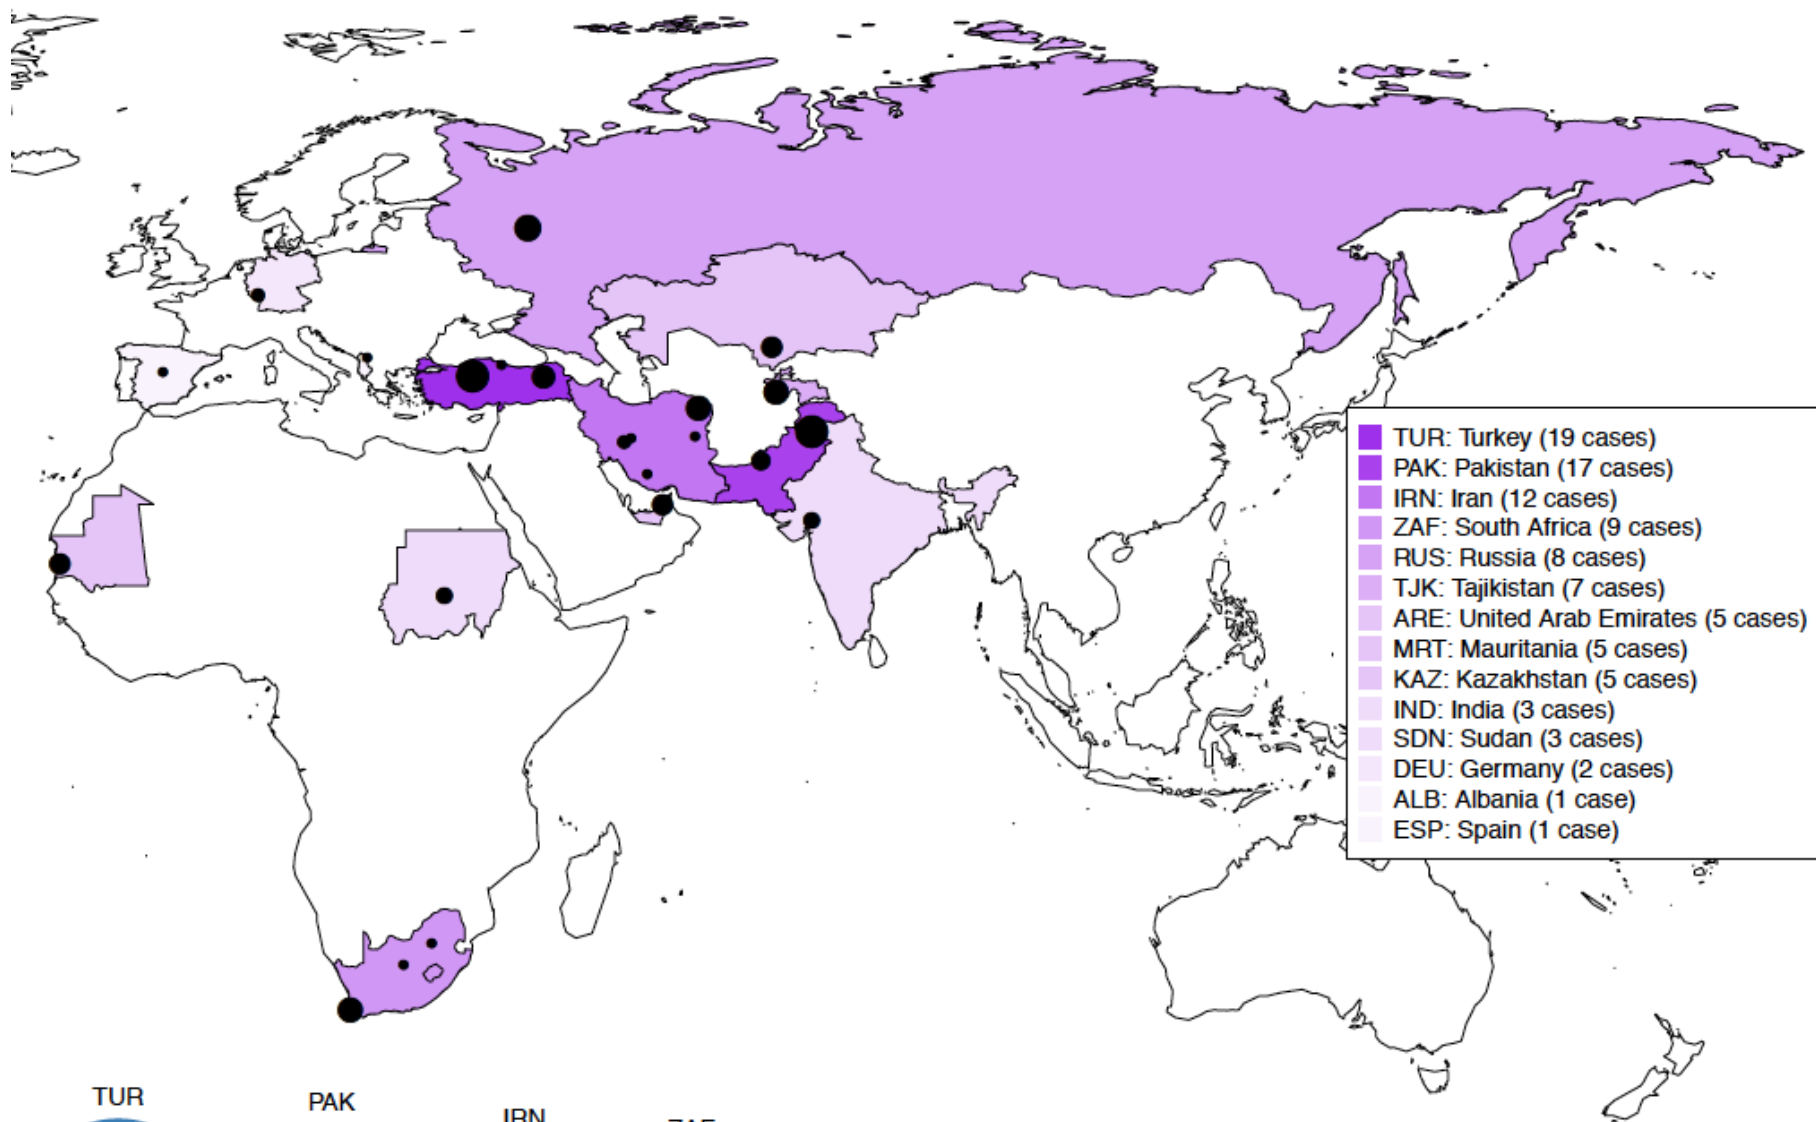 TUR: Turkey (19 cases)
PAK: Pakistan (17 cases)
IRN: Iran (12 cases)
ZAF: South Africa (9 cases)
RUS: Russia (8 cases)
TJK: Tajikistan (7 cases)
ARE: United Arab Emirates (5 cases)
MRT: Mauritania (5 cases)
KAZ: Kazakhstan (5 cases)
IND: India (3 cases)
SDN: Sudan (3 cases)
DEU: Germany (2 cases)
ALB: Albania (1 case)
ESP: Spain (1 case)
TUR
PAK
IRN
ZAF